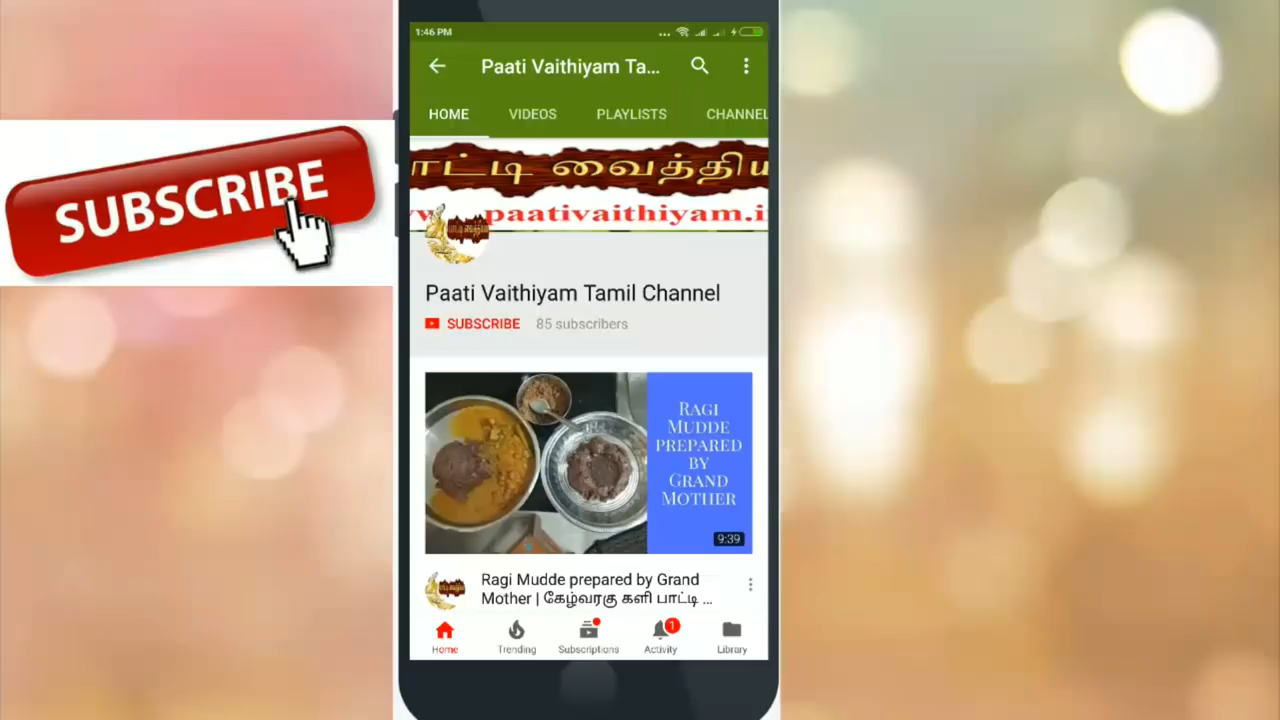 SUBSCRIBE
1:46 PM
Paati Vaithiyam Ta...
HOME VIDEOS PLAYLISTS CHANNEL
பாட்டி வைத்திய
paativaithiyam.i
Paati Vaithiyam Tamil Channel
SUBSCRIBE 85 subscribers
RAGI
MUDDE
PREPARED
BY
GRAND
MOTHER
9:39
Ragi Mudde prepared by Grand
Mother | கேழ்வரகு களி பாட்டி ...
1
Home Trending Subscriptions Activity Library